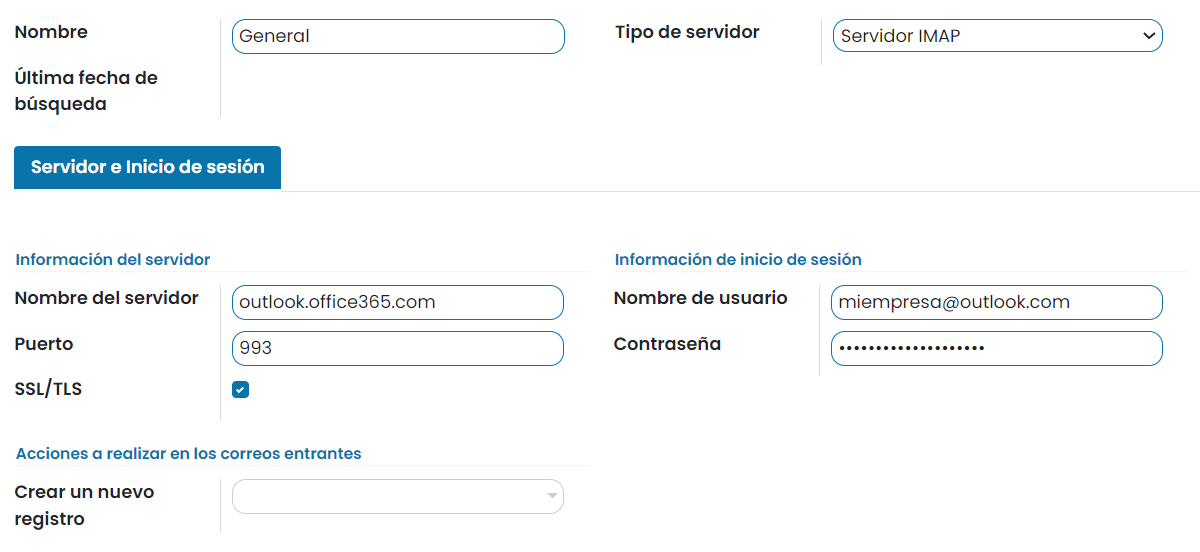 Nombre
General
Tipo de servidor
Servidor IMAP
Última fecha de
búsqueda
Servidor e Inicio de sesión
Información del servidor
Información de inicio de sesión
Nombre del servidor
outlook.office365.com
Nombre de usuario
miempresa@outlook.com
Puerto
993
Contraseña
••••••••••••••••••••
SSL/TLS
Acciones a realizar en los correos entrantes
Crear un nuevo
registro